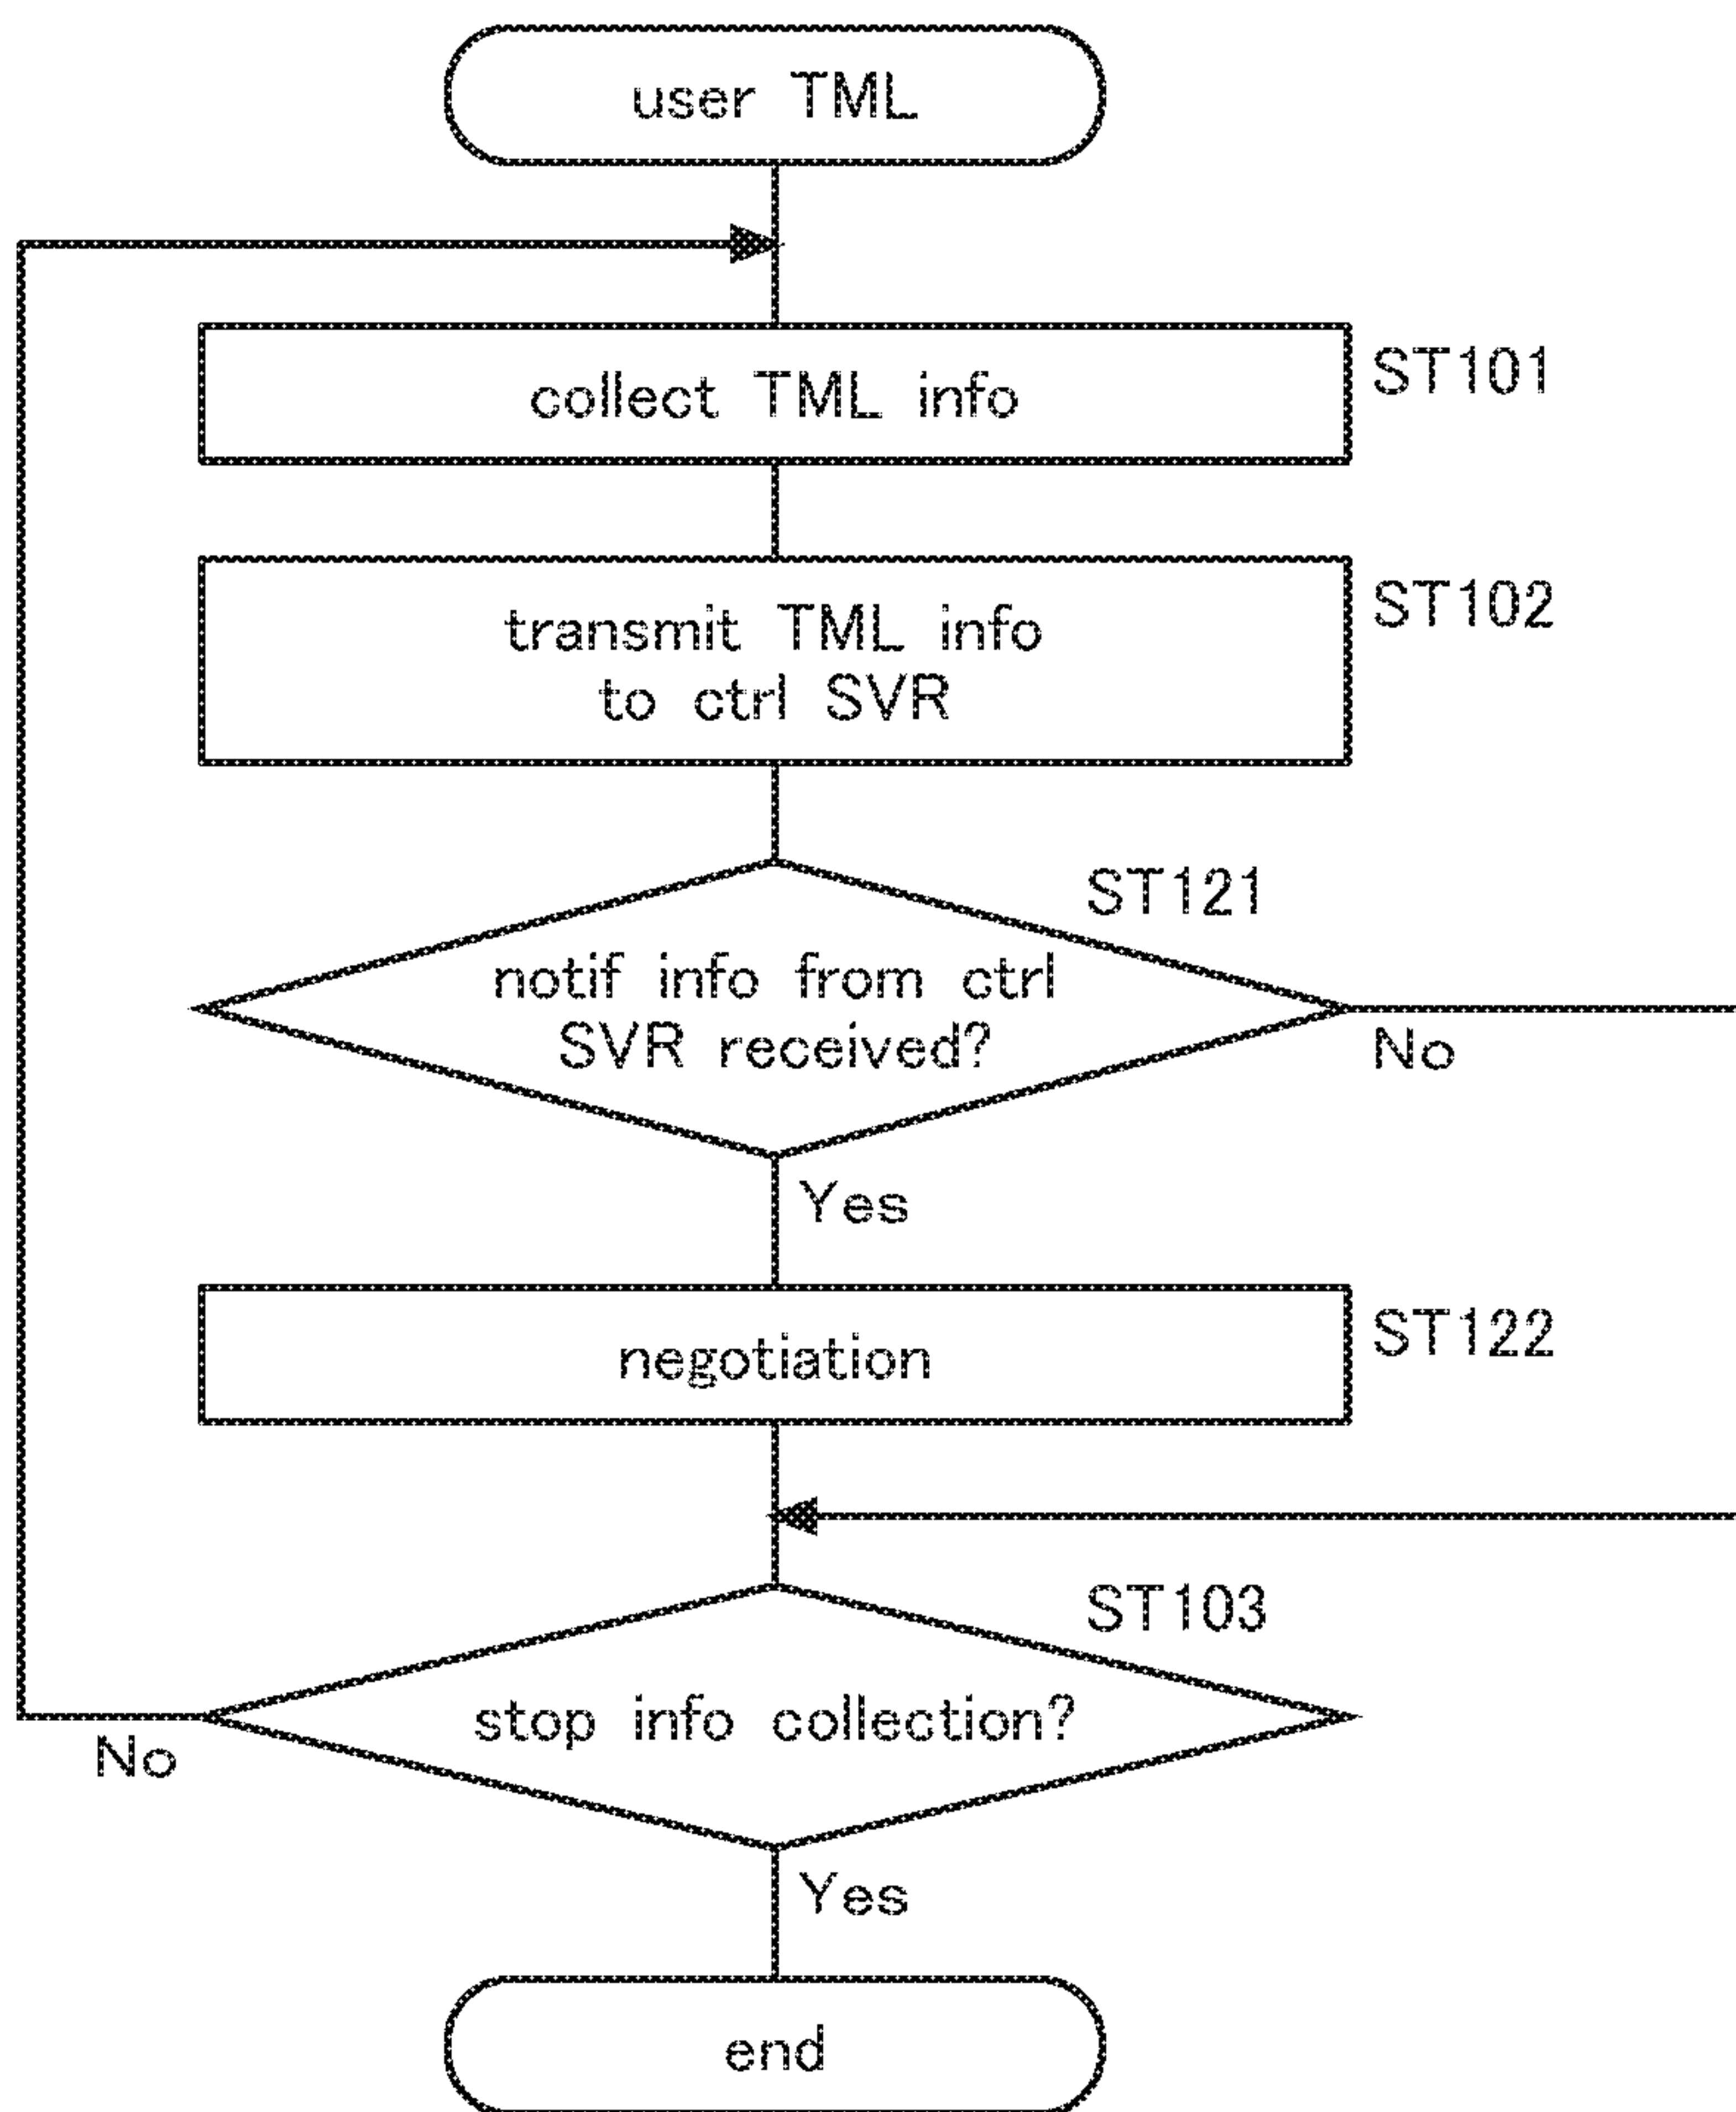 user TML
collect TML info
ST101
transmit TML info
to ctrl SVR
ST102
ST121
notif info from ctrl
SVR received?
No
Yes
negotiation
ST122
ST103
stop info collection?
No
Yes
end